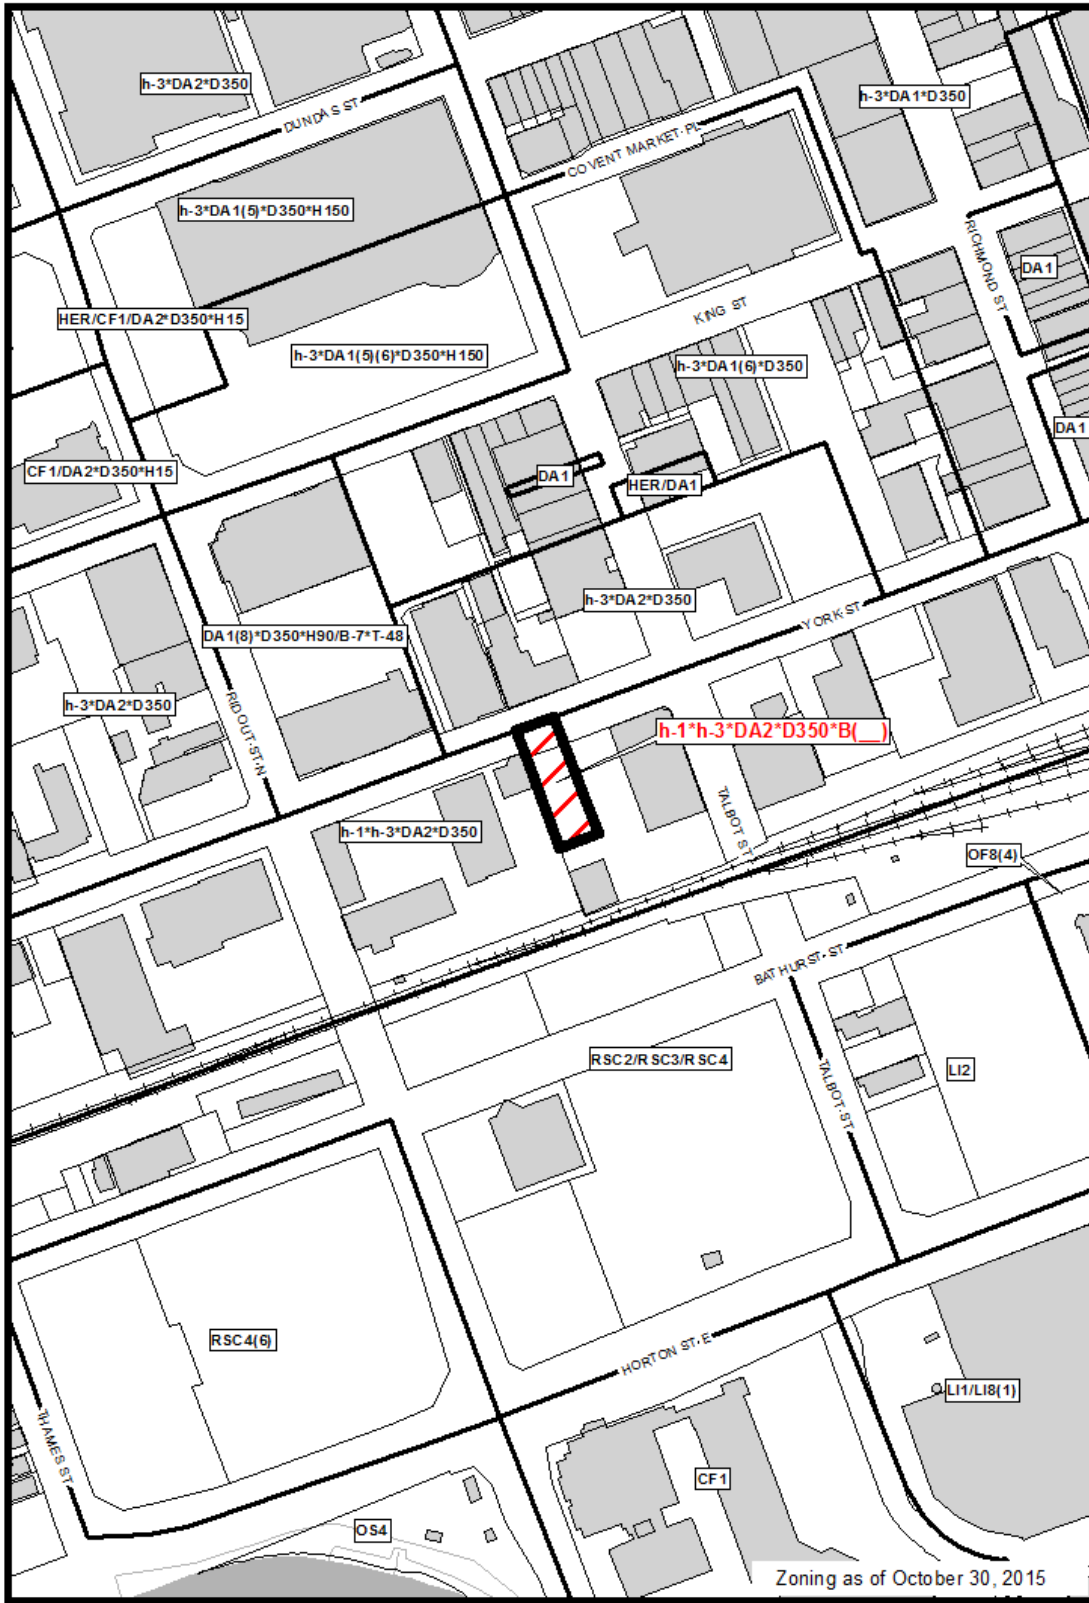 h-3*DA2*D350
h-3*DA1*D350
DUNDAS ST
COVENT MARKET PL
h-3*DA1(5)*D350*H150
RICHMOND ST
DA1
HER/CF1/DA2*D350*H15
KING ST
h-3*DA1(5)(6)*D350*H150
h-3*DA1(6)*D350
DA1
CF1/DA2*D350*H15
DA1
HER/DA1
h-3*DA2*D350
YORK ST
DA1(8)*D350*H90/B-7*T-48
h-3*DA2*D350
RIDOUT ST N
h-1*h-3*DA2*D350*B(__)
h-1*h-3*DA2*D350
TALBOT ST
OF8(4)
BATHURST ST
RSC2/RSC3/RSC4
LI2
TALBOT ST
RSC4(6)
HORTON ST E
LI1/LI8(1)
THAMES ST
CF1
OS4
Zoning as of October 30, 2015